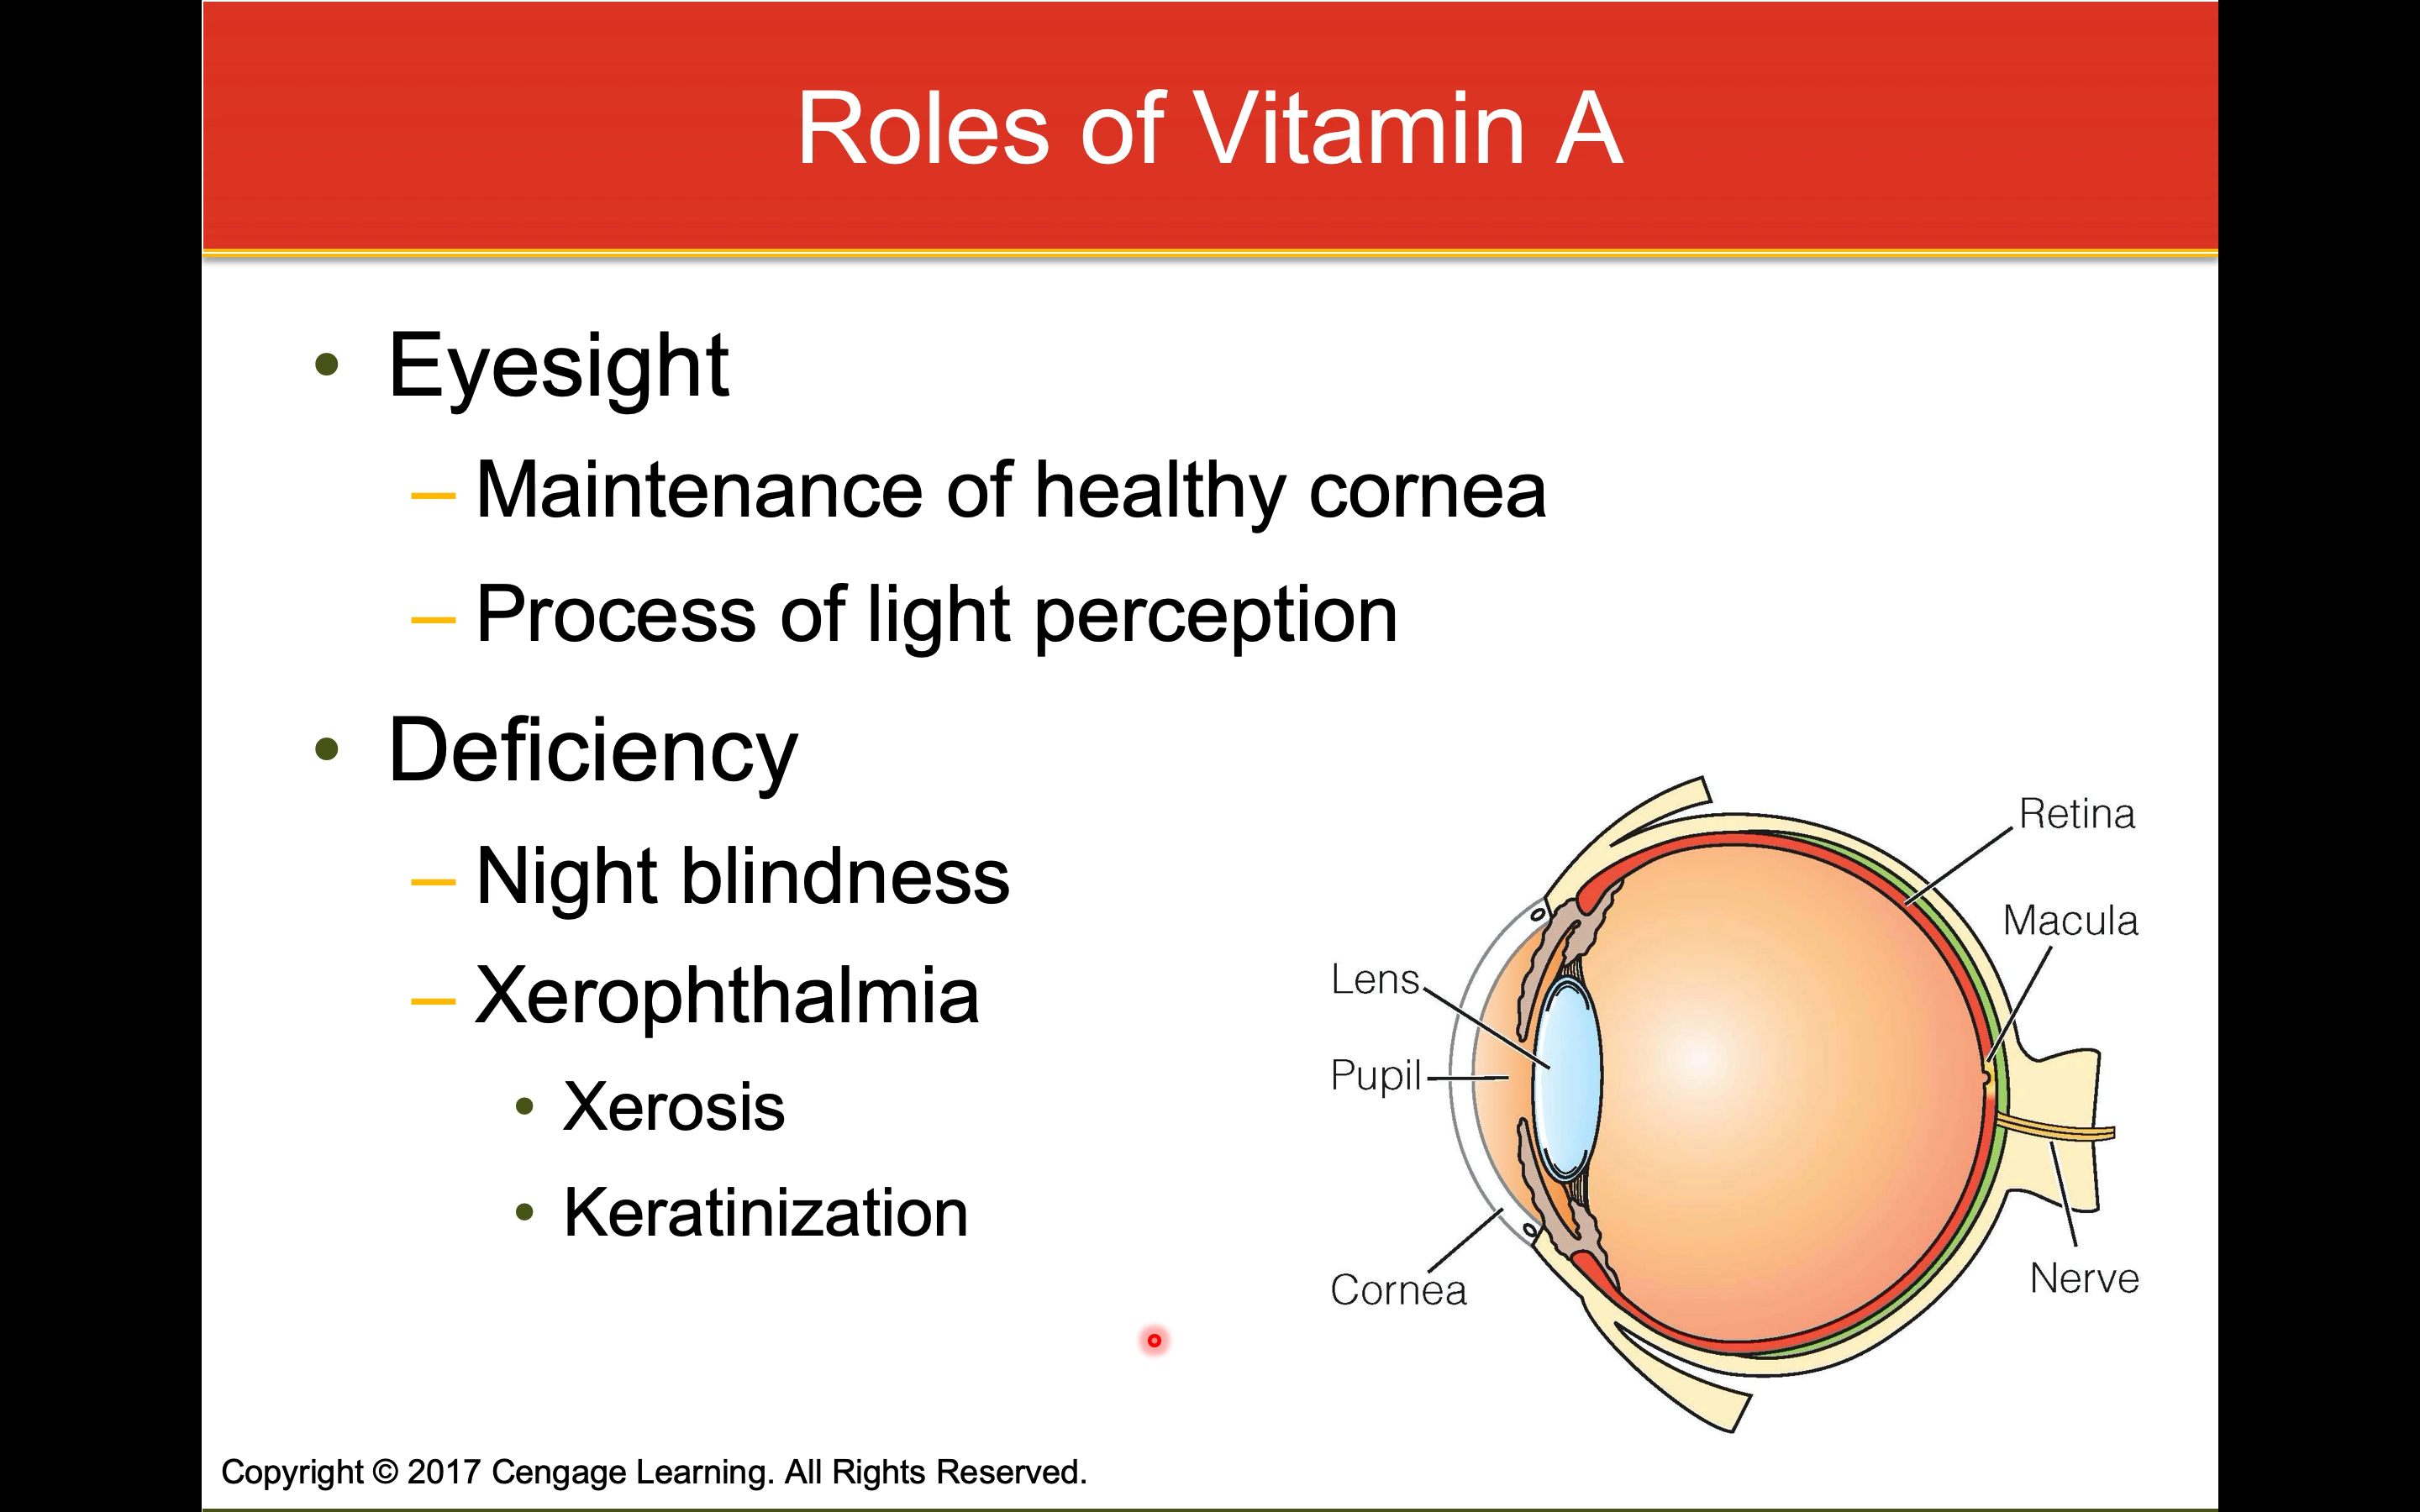 Roles of Vitamin A
• Eyesight
– Maintenance of healthy cornea
– Process of light perception
• Deficiency
– Night blindness
– Xerophthalmia
• Xerosis
• Keratinization
Retina
Macula
Lens
Pupil
Nerve
Cornea
Copyright © 2017 Cengage Learning. All Rights Reserved.